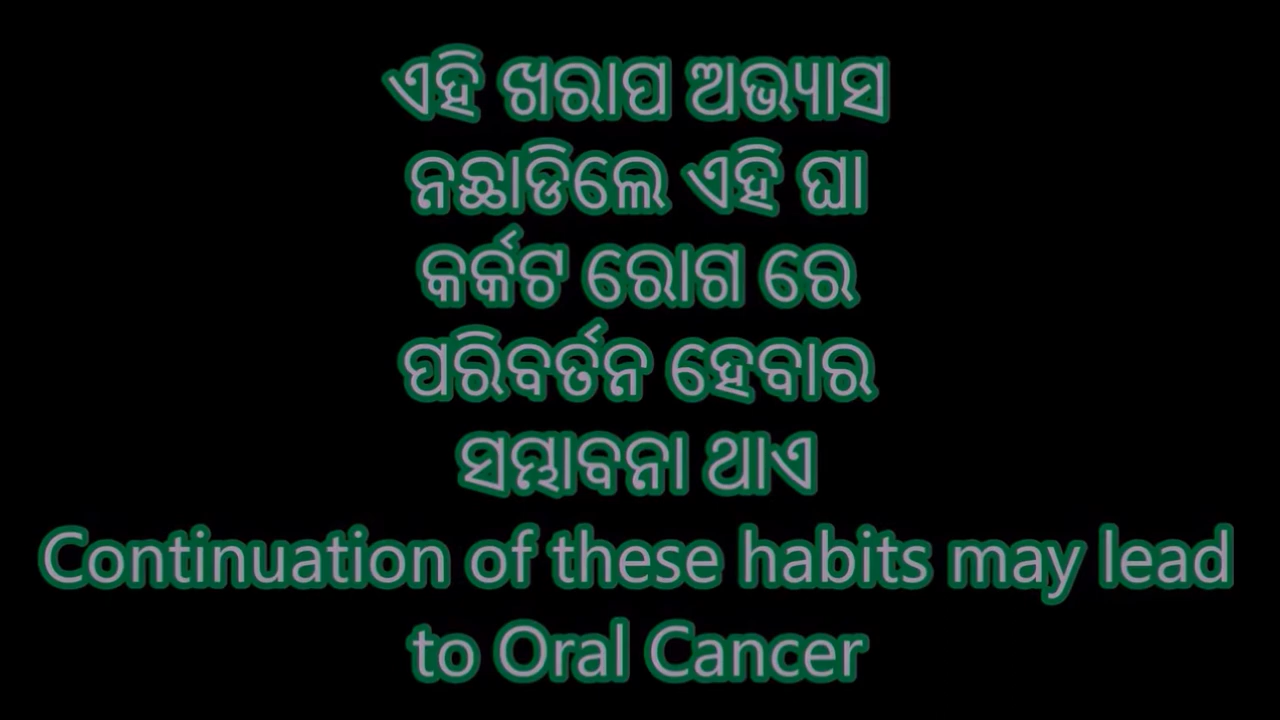 ଏହି ଖରାପ ଅଭ୍ୟାସ
ନଛାଡିଲେ ଏହି ଘା
କର୍କଟ ରୋଗ ରେ
ପରିବର୍ତନ ହେବାର
ସମ୍ଭାବନା ଥାଏ
Continuation of these habits may lead
to Oral Cancer